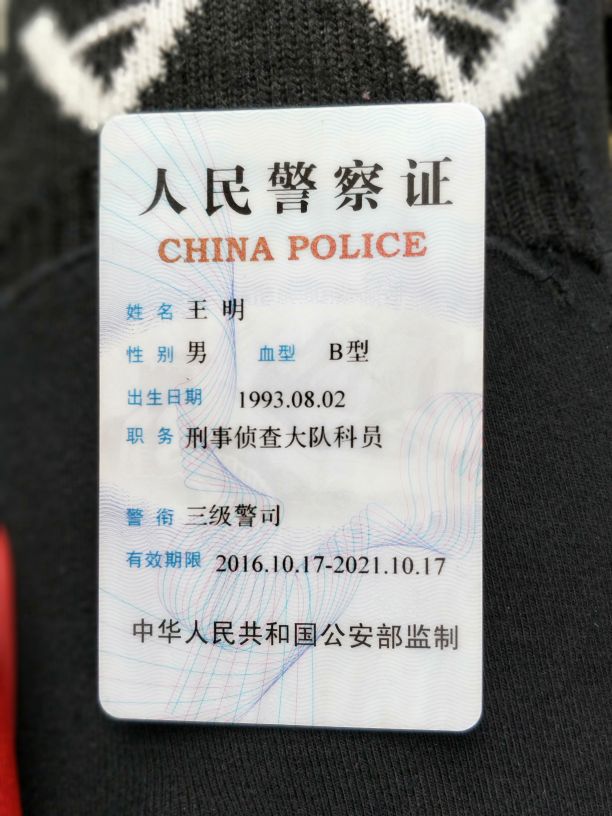 人民警察证
CHINA POLICE
姓名 王明
性别 男 血型 B型
出生日期 1993.08.02
职务 刑事侦查大队科员
警衔 三级警司
有效期限 2016.10.17-2021.10.17
中华人民共和国公安部监制